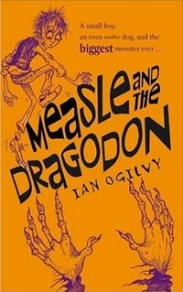 A small boy,
an even smaller dog, and the
biggest monster ever . . .
MEASLE AND
THE
DRAGODON
IAN OGILVY